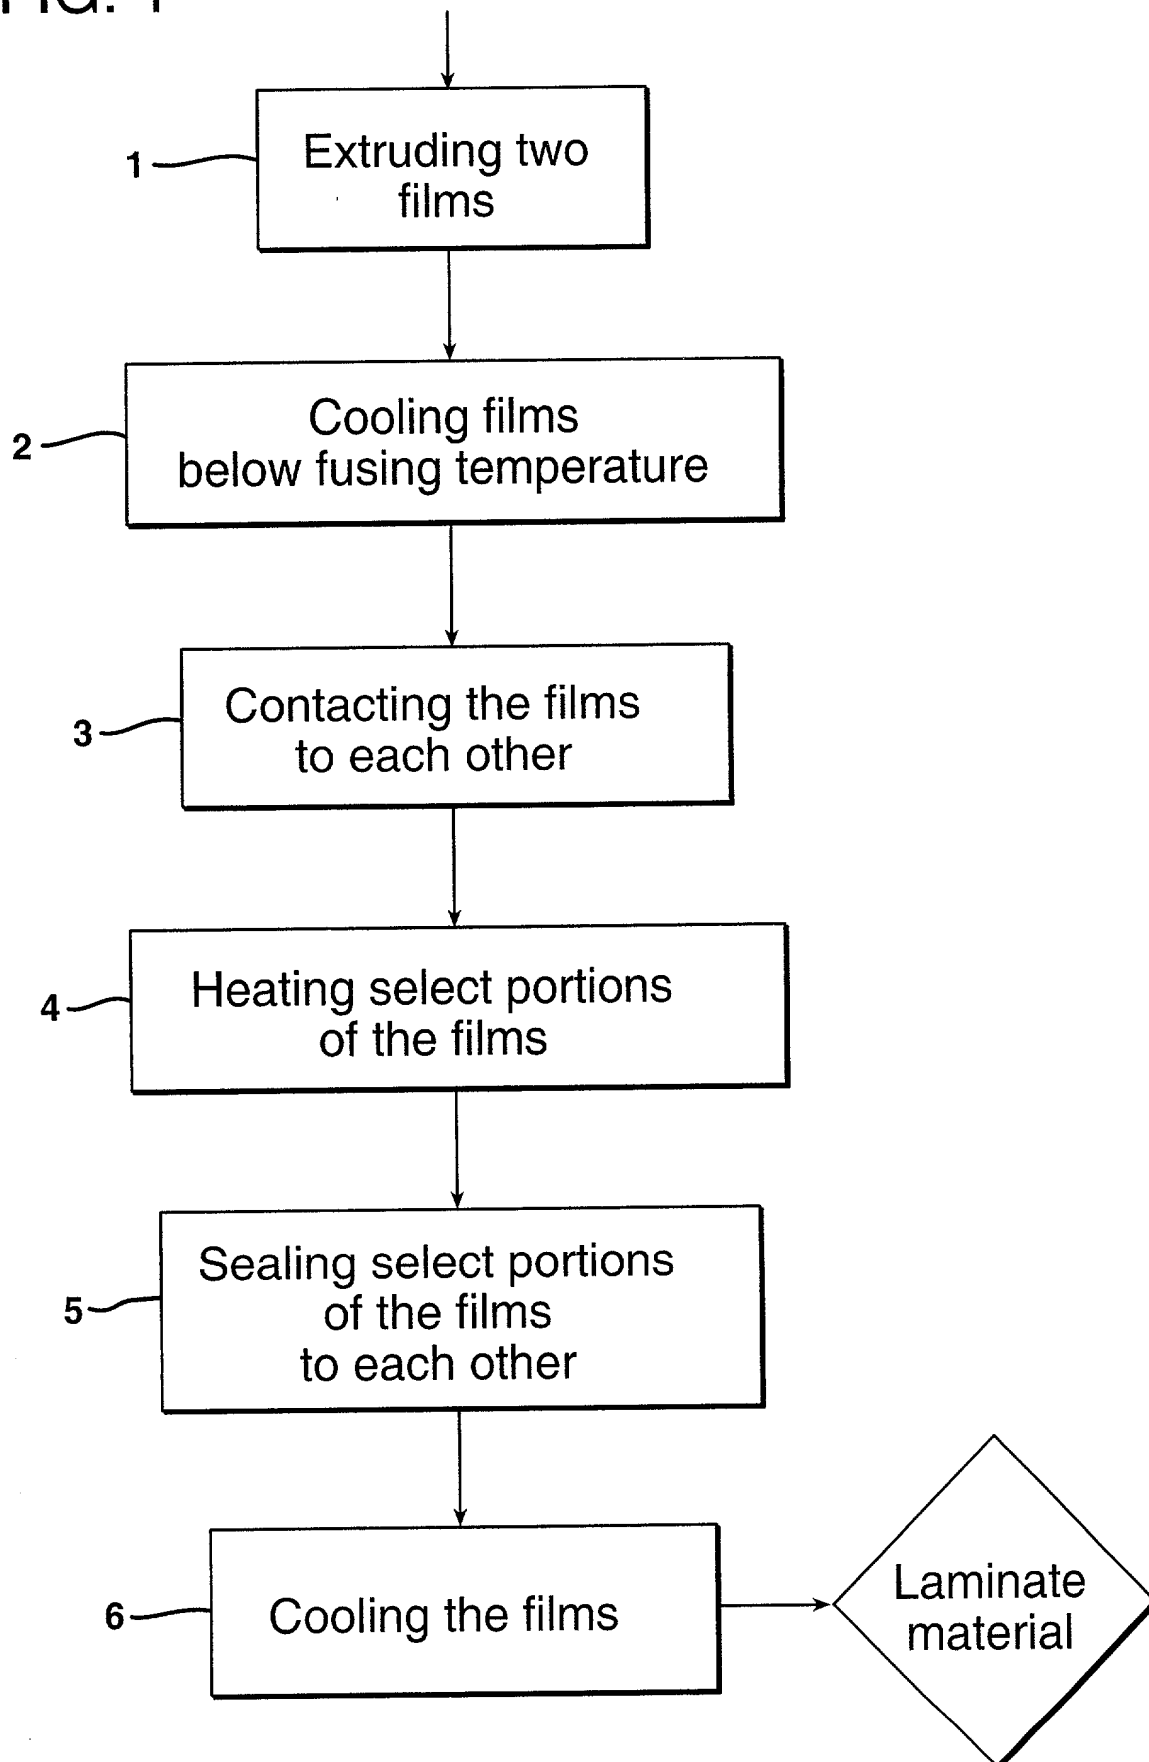 FIG. 1
1
Extruding two
films
2
Cooling films
below fusing temperature
3
Contacting the films
to each other
4
Heating select portions
of the films
5
Sealing select portions
of the films
to each other
6
Cooling the films
Laminate
material